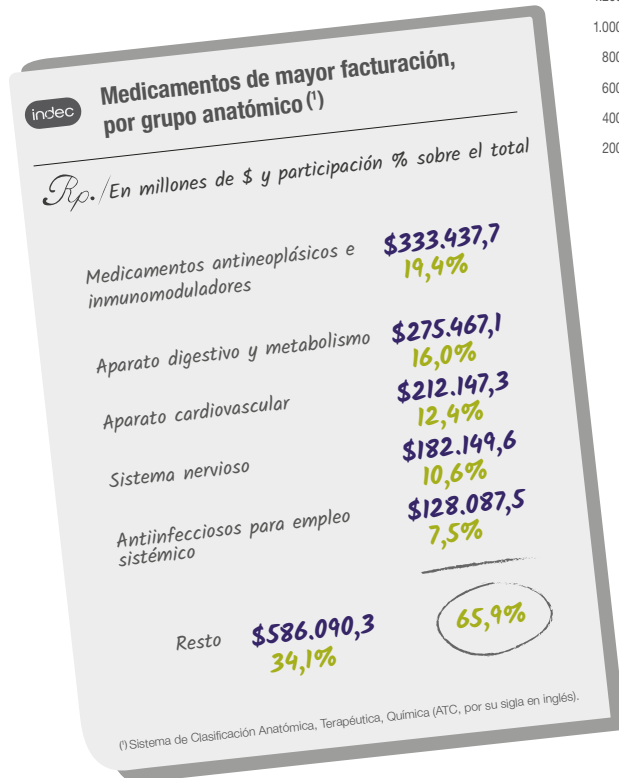 1.000
800
600
400
200
indec
Medicamentos de mayor facturación,
por grupo anatómico (¹)
Rp./En millones de $ y participación % sobre el total
Medicamentos antineoplásicos e
inmunomoduladores
$333.437,7
19,4%
Aparato digestivo y metabolismo
$275.467,1
16,0%
Aparato cardiovascular
$212.147,3
12,4%
Sistema nervioso
$182.149,6
10,6%
Antiinfecciosos para empleo
sistémico
$128.087,5
7,5%
65,9%
Resto
$586.090,3
34,1%
(¹) Sistema de Clasificación Anatómica, Terapéutica, Química (ATC, por su sigla en inglés).